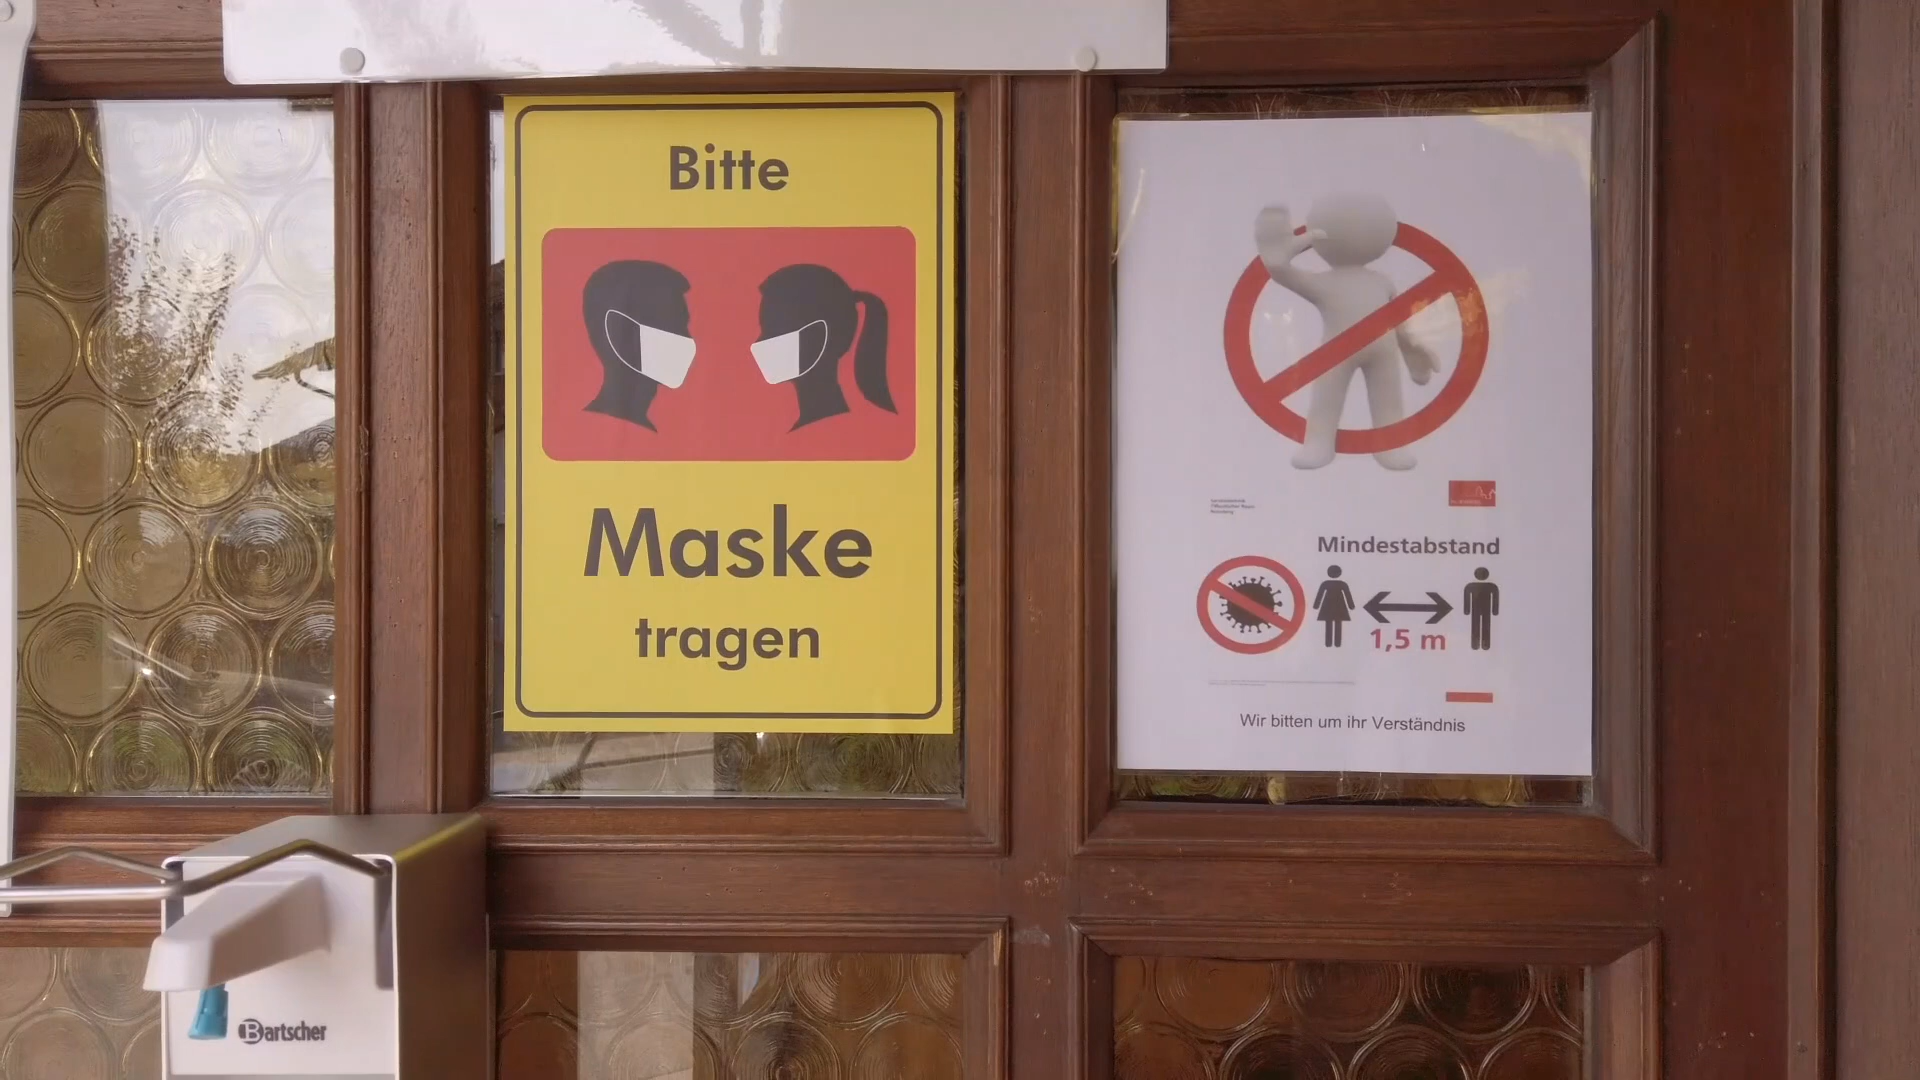 Bitte
Maske
tragen
Mindestabstand
1,5 m
Wir bitten um ihr Verständnis
Bartscher